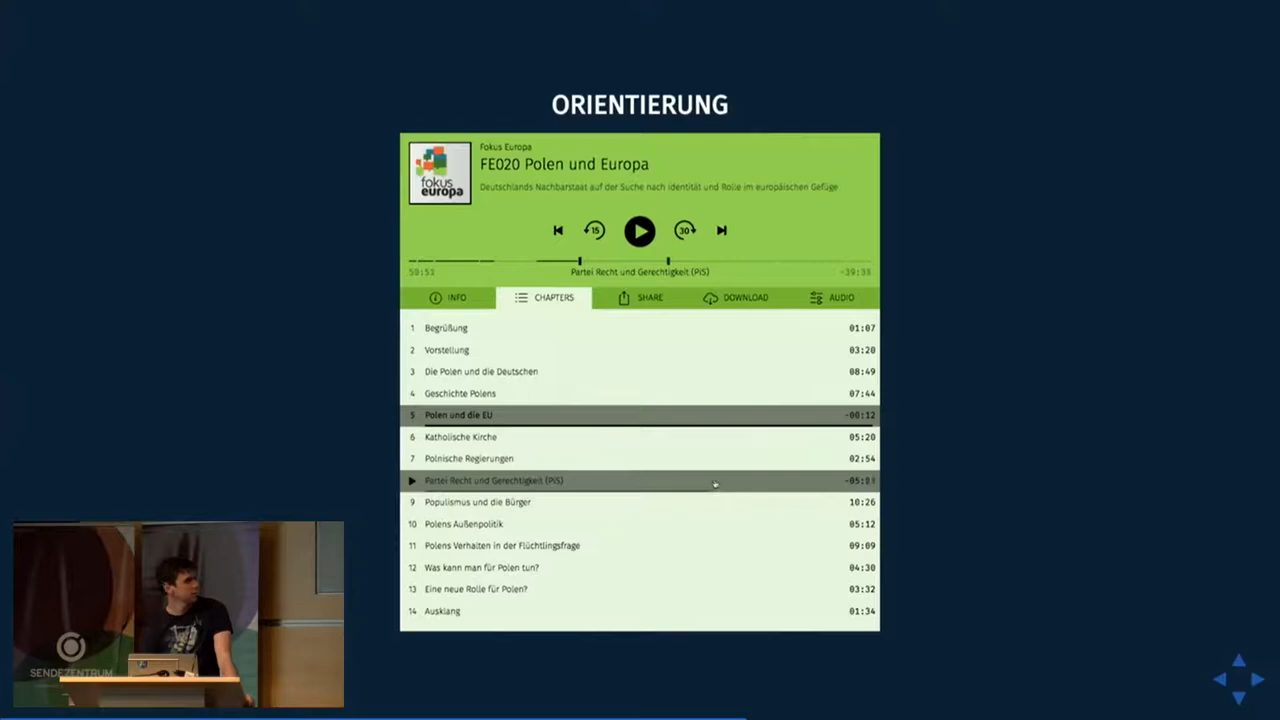 ORIENTIERUNG
fokus
europa
Fokus Europa
FE020 Polen und Europa
Deutschlands Nachbarstaat auf der Suche nach Identität und Rolle im europäischen Gefüge
15
30
50:53
Partei Recht und Gerechtigkeit (PiS)
INFO
CHAPTERS
SHARE
DOWNLOAD
AUDIO
1 Begrüßung 01:07
2 Vorstellung 03:20
3 Die Polen und die Deutschen 08:49
4 Geschichte Polens 07:44
5 Polen und die EU -00:12
6 Katholische Kirche 05:20
7 Polnische Regierungen 02:54
Partei Recht und Gerechtigkeit (PiS)
9 Populismus und die Bürger 10:26
10 Polens Außenpolitik 05:12
11 Polens Verhalten in der Flüchtlingsfrage 09:09
12 Was kann man für Polen tun? 04:30
13 Eine neue Rolle für Polen? 03:32
14 Ausklang 01:34
SENDEZENTRUM